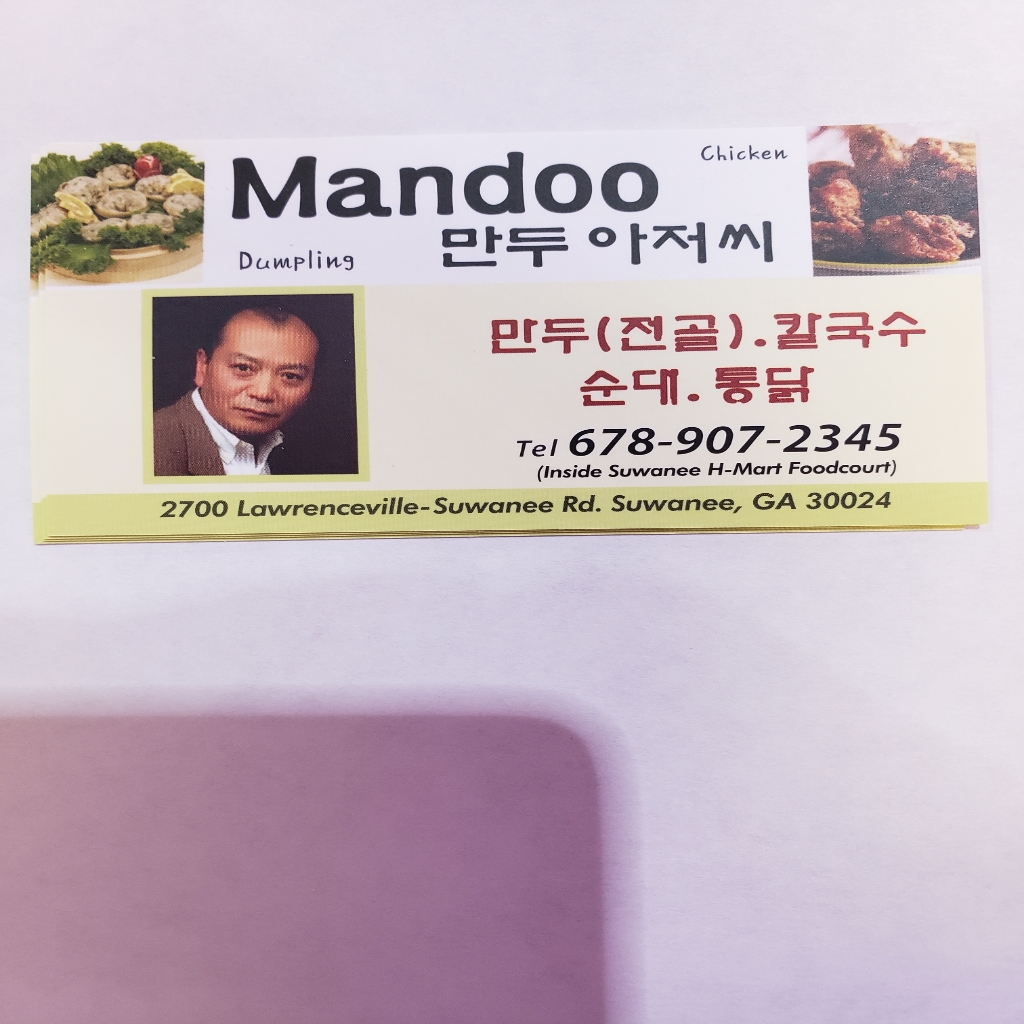 Chicken
Mandoo
만두 아저씨
Dumpling
만두(전골).칼국수
순대.통닭
Tel 678-907-2345
(Inside Suwanee H-Mart Foodcourt)
2700 Lawrenceville-Suwanee Rd. Suwanee, GA 30024